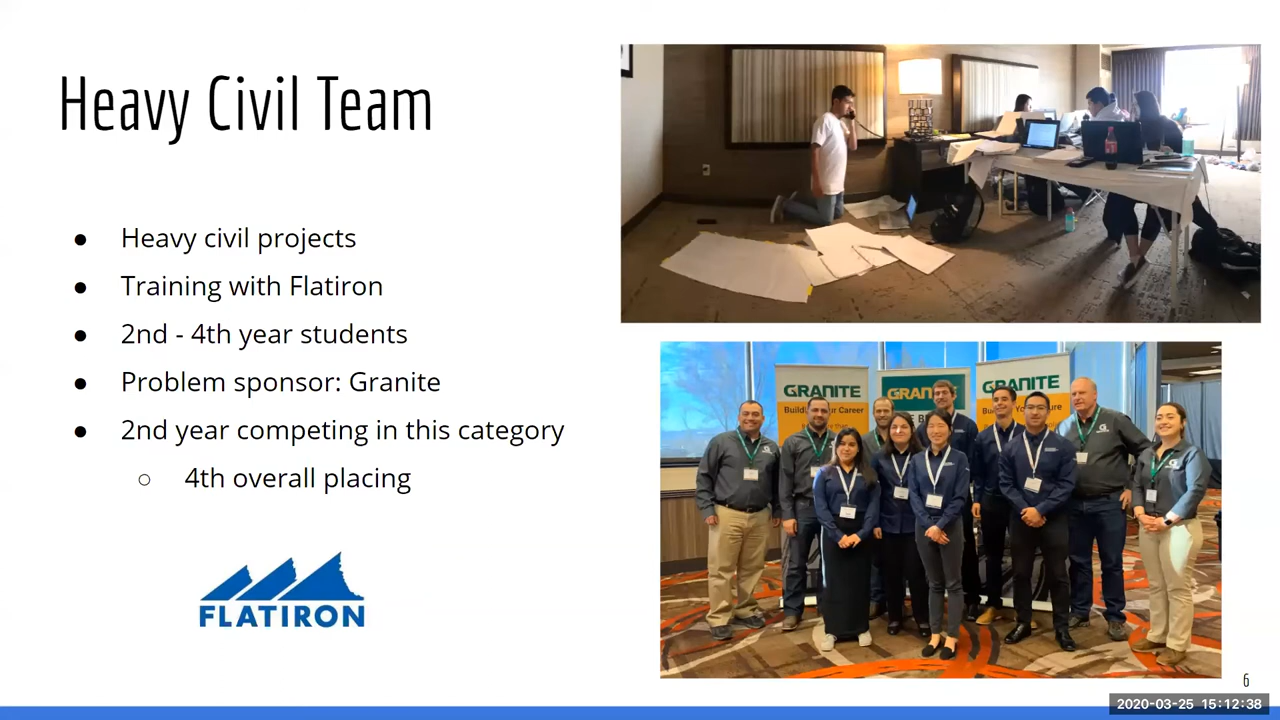 Heavy Civil Team
● Heavy civil projects
● Training with Flatiron
● 2nd - 4th year students
● Problem sponsor: Granite
● 2nd year competing in this category
○ 4th overall placing
FLATIRON
GRANITE
Building Your Career
GRANITE
GRANITE
6
2020-03-25 15:12:38